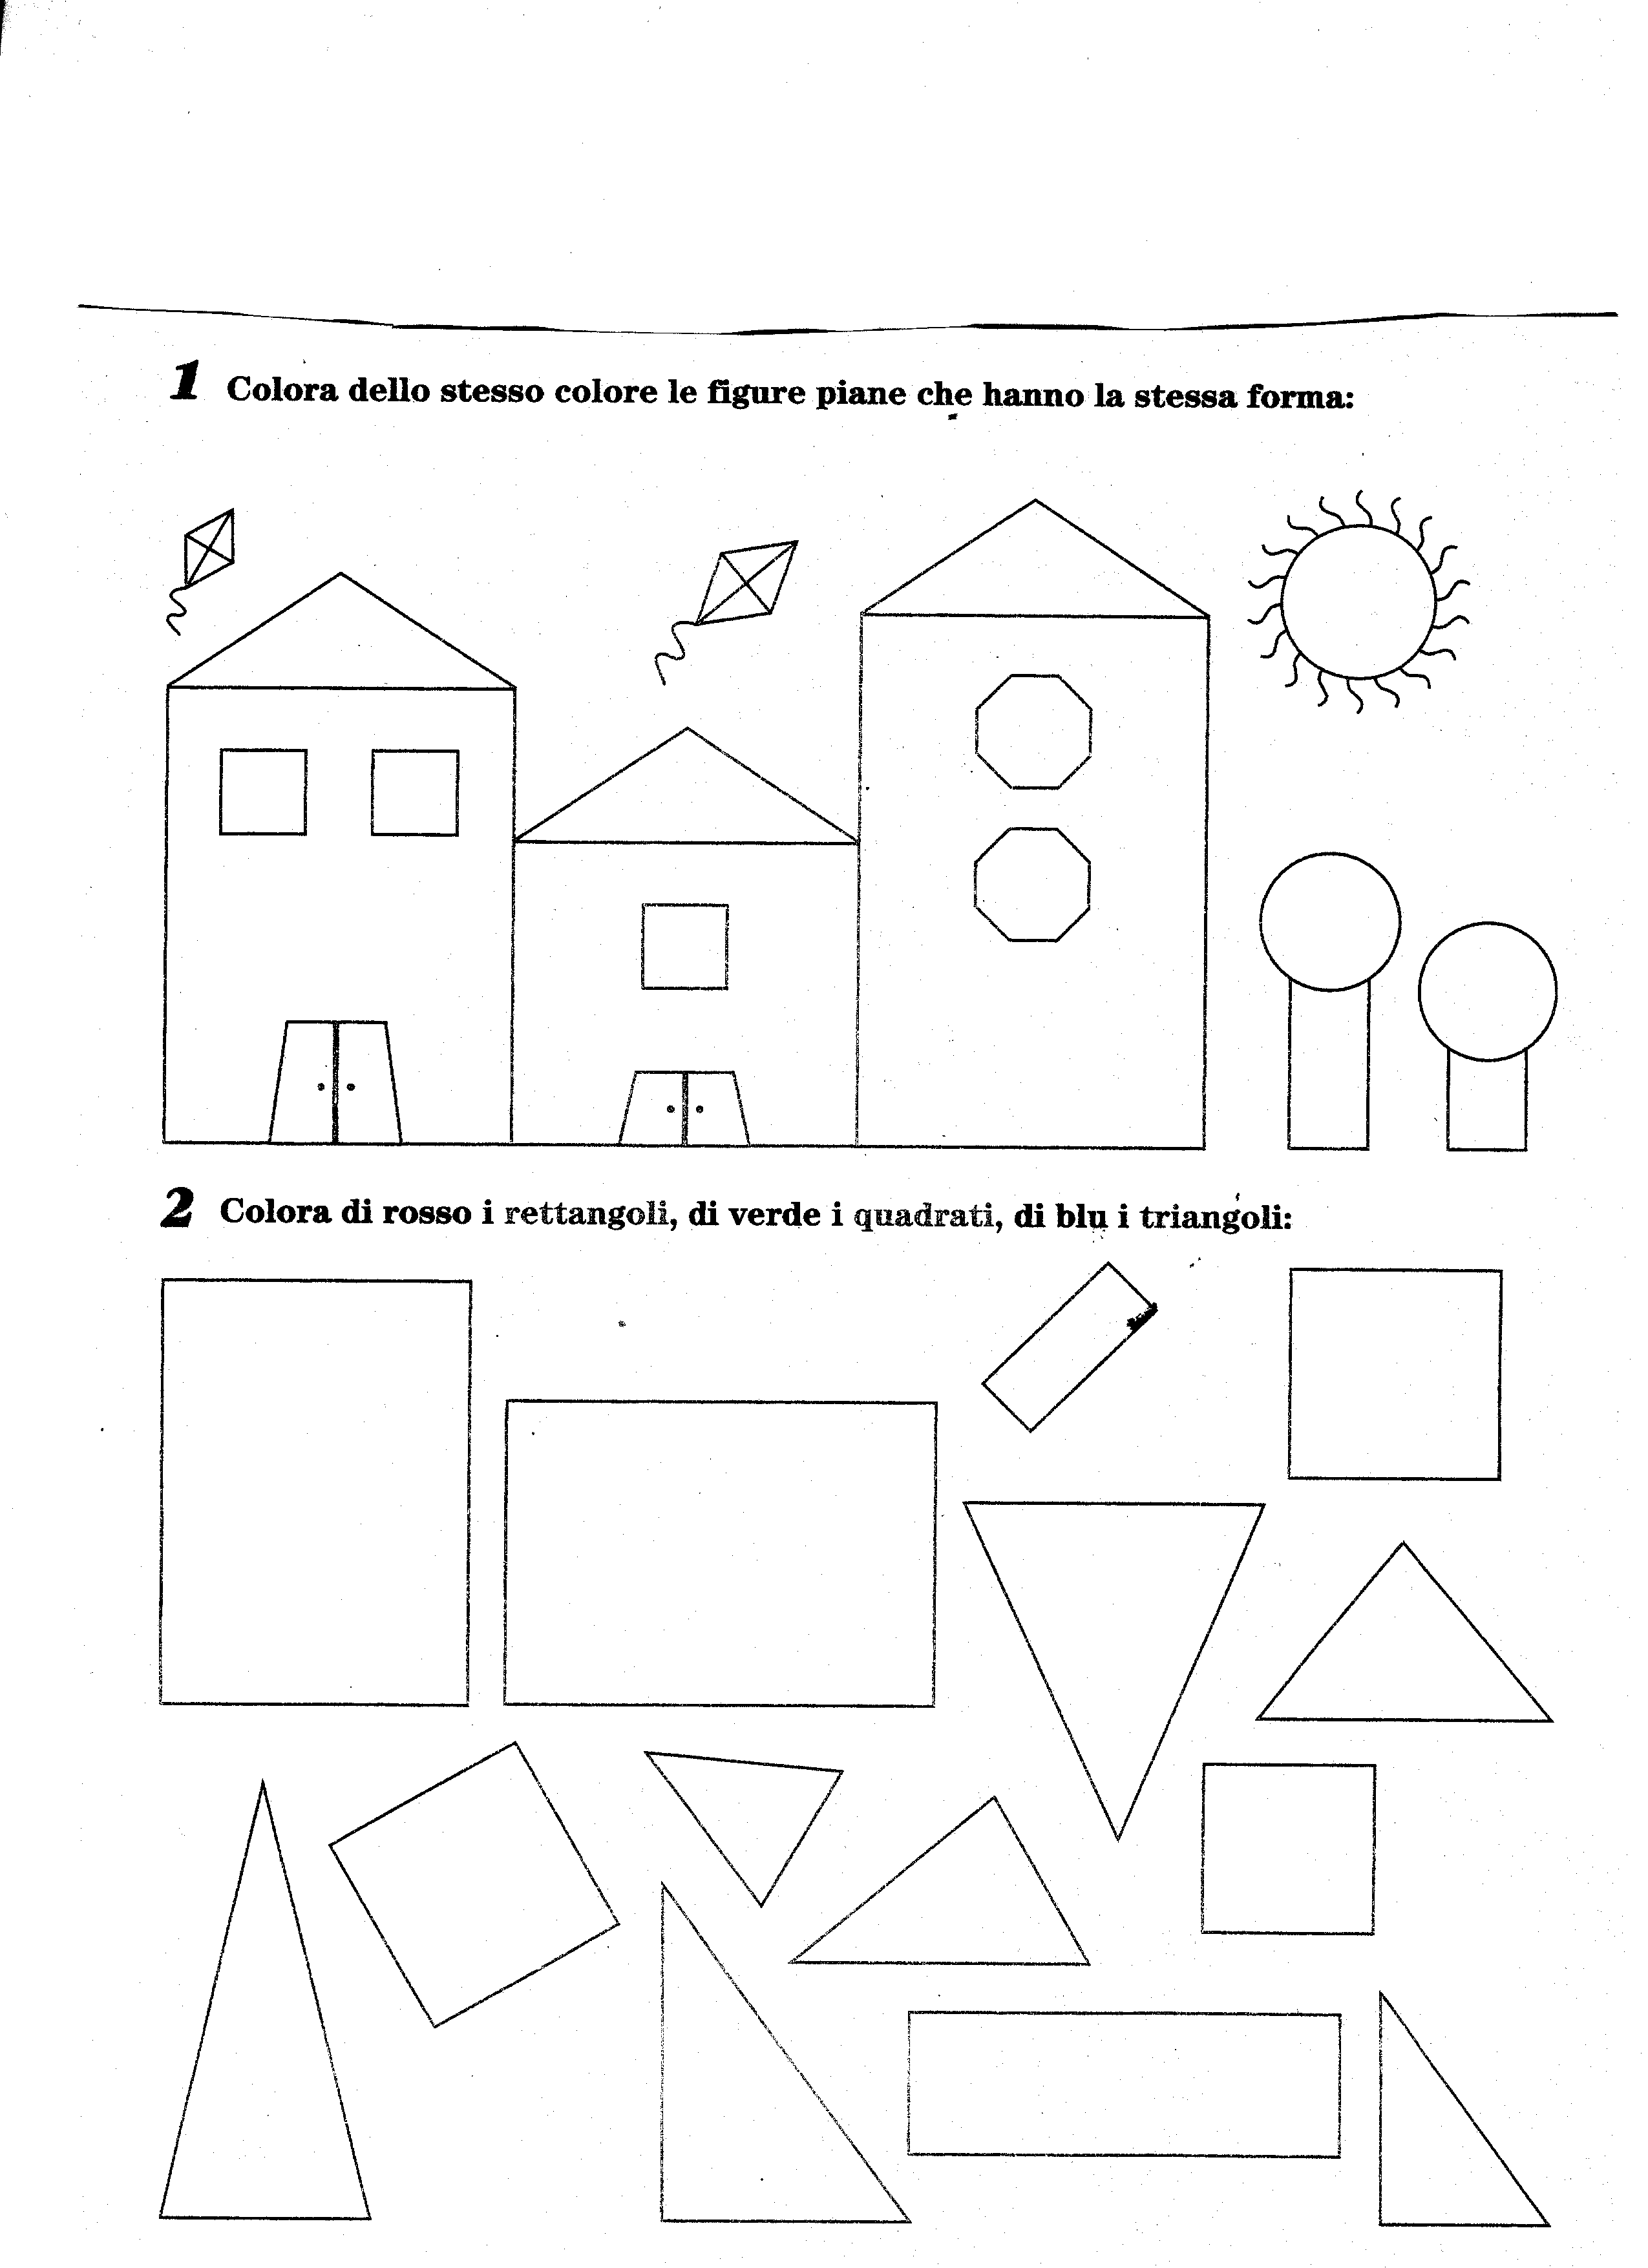 1 Colora dello stesso colore le figure piane che hanno la stessa forma:
2 Colora di rosso i rettangoli, di verde i quadrati, di blu i triangoli: